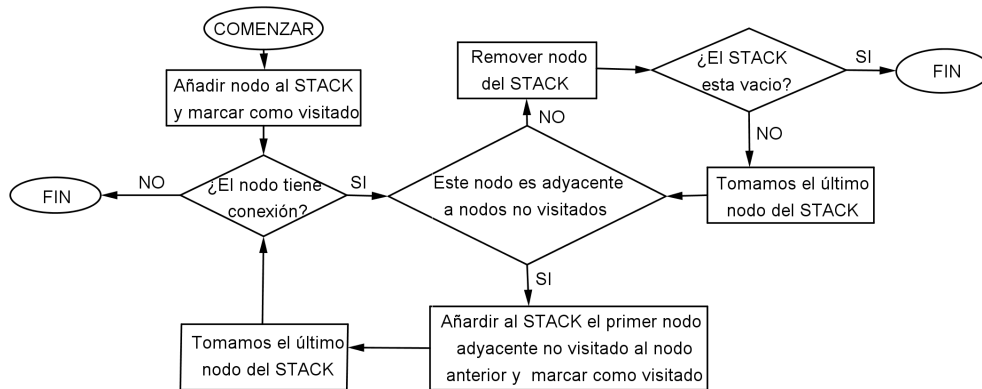 COMENZAR
Añadir nodo al STACK
y marcar como visitado
¿El nodo tiene
conexión?
NO
FIN
SI
Este nodo es adyacente
a nodos no visitados
NO
Remover nodo
del STACK
¿El STACK
esta vacio?
SI
FIN
NO
Tomamos el último
nodo del STACK
SI
Añardir al STACK el primer nodo
adyacente no visitado al nodo
anterior y marcar como visitado
Tomamos el último
nodo del STACK